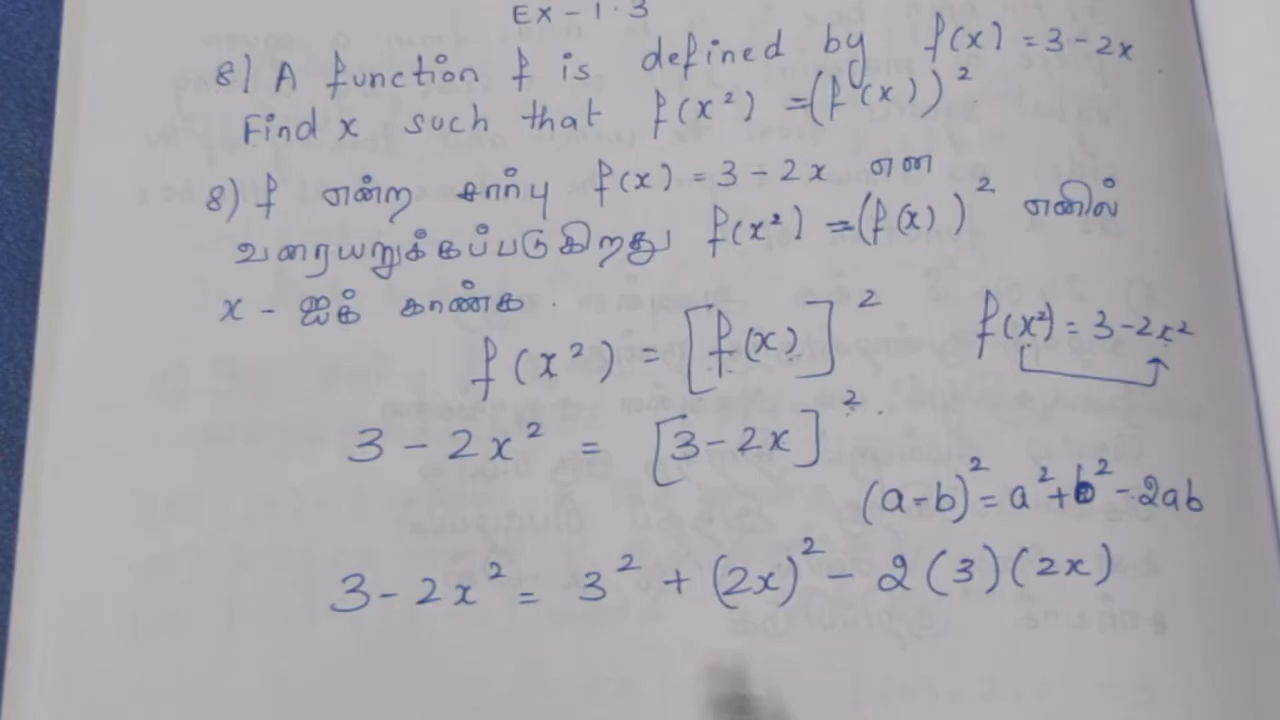 Ex - 1.3
8) A function f is defined by f(x) = 3 - 2x
Find x such that f(x²) = (f(x))²
8) f என்ற சார்பு f(x) = 3 - 2x என
வரையறுக்கப்படுகிறது f(x²) = (f(x))² எனில்
x - ஐக் காண்க.
f(x²) = [f(x)]²
f(x²) = 3 - 2x²
3 - 2x² = [3 - 2x]²
(a-b)² = a² + b² - 2ab
3 - 2x² = 3² + (2x)² - 2(3)(2x)